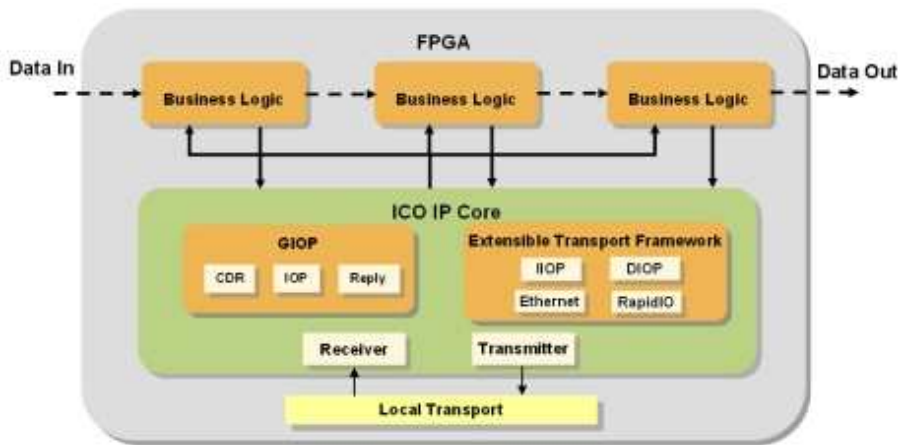 FPGA
Data In
Data Out
Business Logic
Business Logic
Business Logic
ICO IP Core
GIOP
CDR
IOP
Reply
Extensible Transport Framework
IIOP
DIOP
Ethernet
RapidIO
Receiver
Transmitter
Local Transport